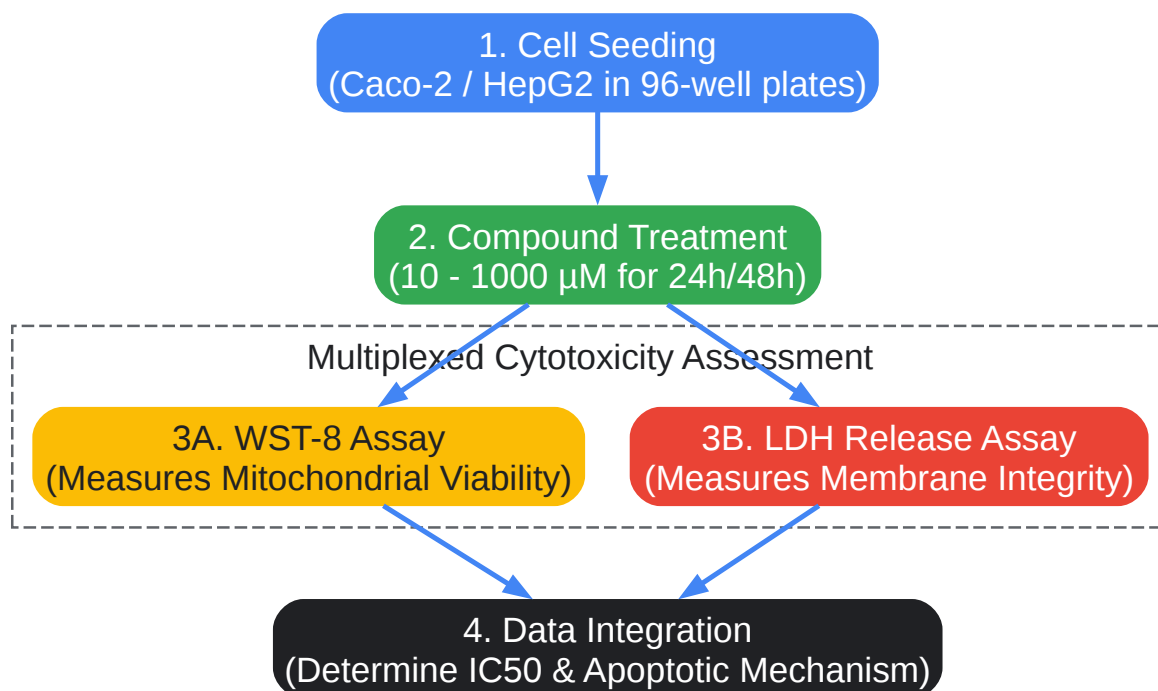 1. Cell Seeding
(Caco-2 / HepG2 in 96-well plates)
2. Compound Treatment
(10 - 1000 µM for 24h/48h)
Multiplexed Cytotoxicity Assessment
3A. WST-8 Assay
(Measures Mitochondrial Viability)
3B. LDH Release Assay
(Measures Membrane Integrity)
4. Data Integration
(Determine IC50 & Apoptotic Mechanism)